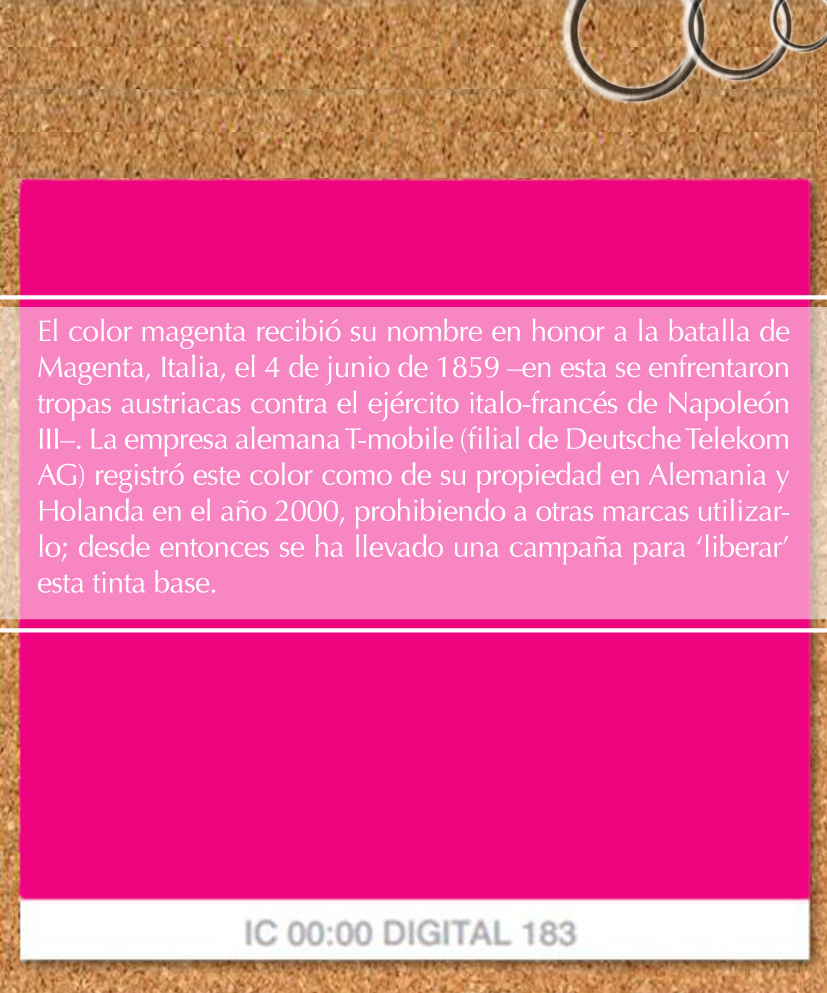 El color magenta recibió su nombre en honor a la batalla de
Magenta, Italia, el 4 de junio de 1859 –en esta se enfrentaron
tropas austriacas contra el ejército italo-francés de Napoleón
III–. La empresa alemana T-mobile (filial de Deutsche Telekom
AG) registró este color como de su propiedad en Alemania y
Holanda en el año 2000, prohibiendo a otras marcas utilizar-
lo; desde entonces se ha llevado una campaña para ‘liberar’
esta tinta base.
IC 00:00 DIGITAL 183